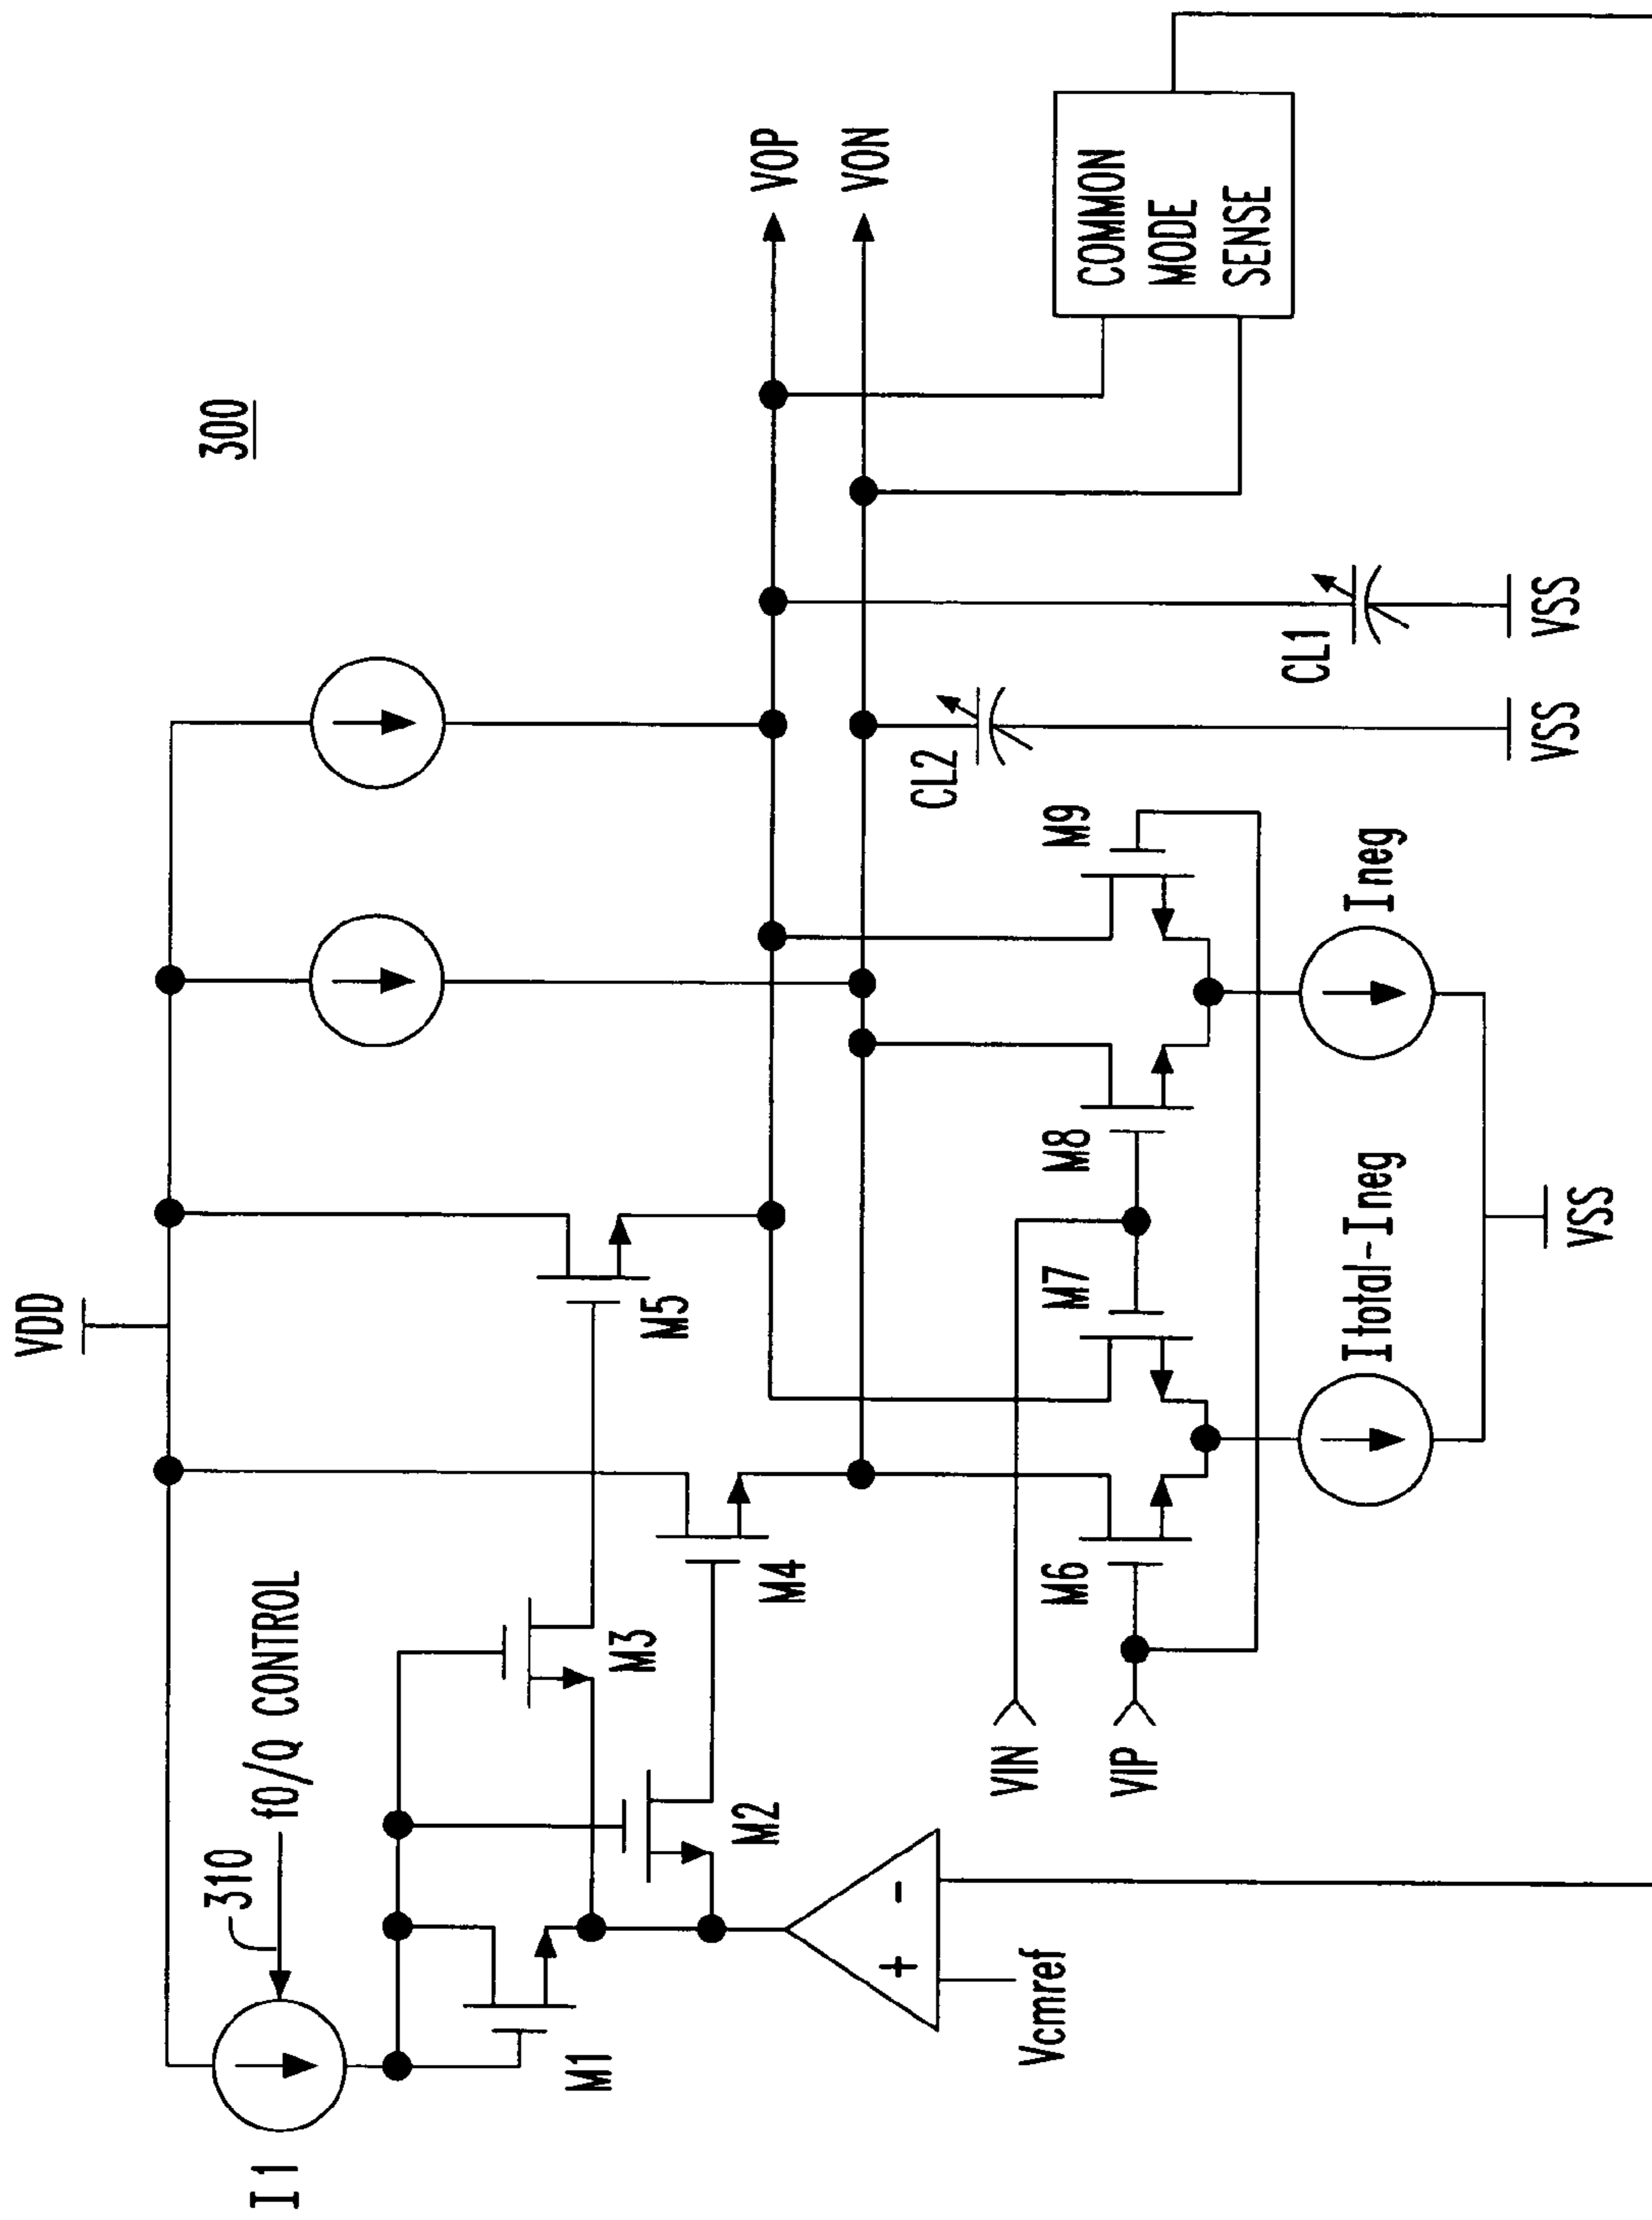 300
VDD
I1
310
f0/Q CONTROL
M1
M2
M3
M4
M5
Vcmref
+
-
VIN
VIP
M6
M7
M8
M9
Itotal-Ineg
Ineg
VSS
CL2
VSS
CL1
VSS
VOP
VON
COMMON
MODE
SENSE